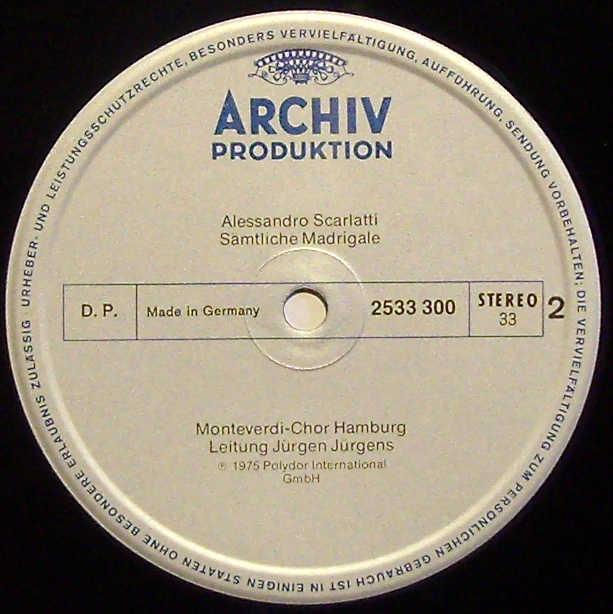 URHEBER- UND LEISTUNGSSCHUTZRECHTE, BESONDERS VERVIELFÄLTIGUNG, AUFFÜHRUNG, SENDUNG VORBEHALTEN; DIE VERVIELFÄLTIGUNG ZUM PERSÖNLICHEN GEBRAUCH IST IN EINIGEN STAATEN OHNE BESONDERE ERLAUBNIS ZULÄSSIG
ARCHIV
PRODUKTION
Alessandro Scarlatti
Samtliche Madrigale
D. P. Made in Germany 2533 300 STEREO 33 2
Monteverdi-Chor Hamburg
Leitung Jürgen Jürgens
℗ 1975 Polydor International
GmbH